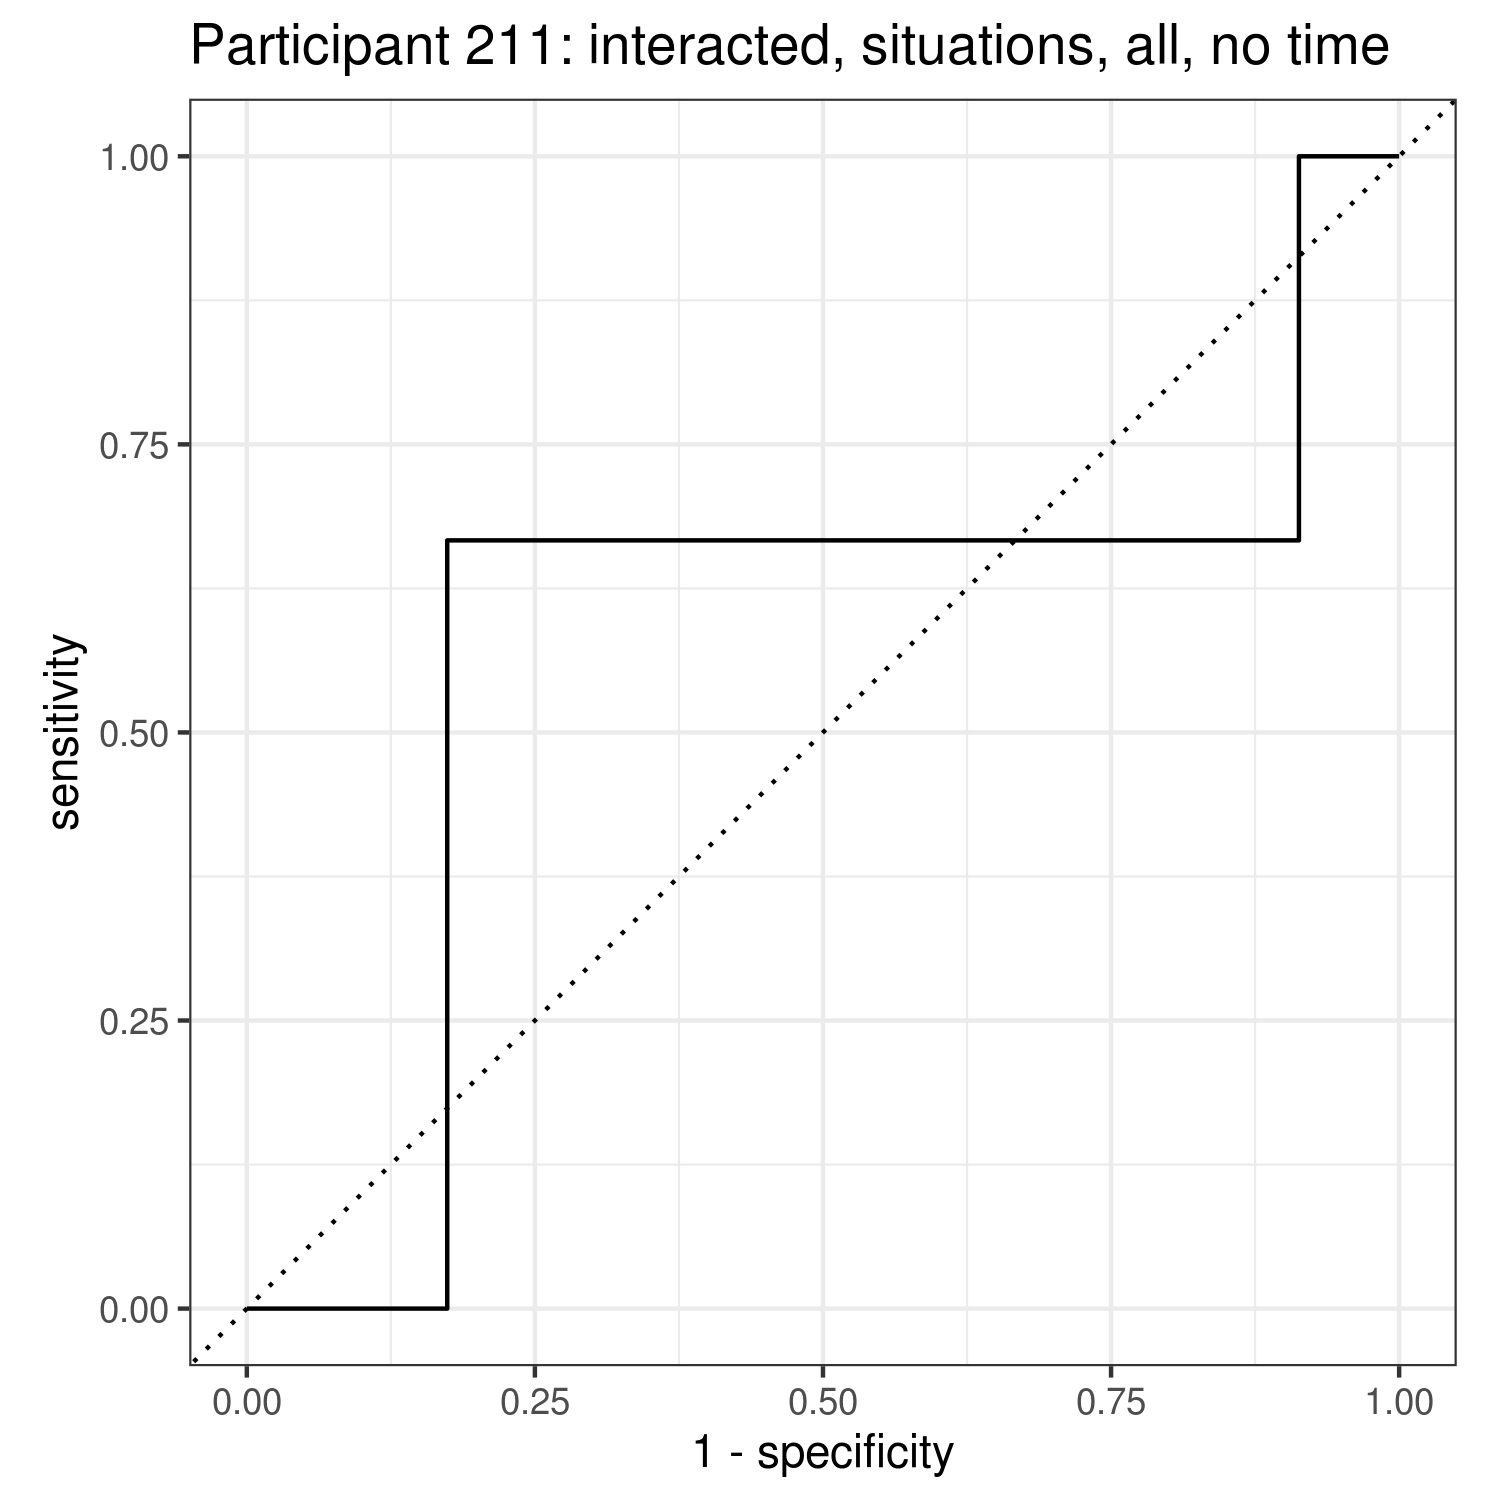 Participant 211: interacted, situations, all, no time
1.00
0.75
0.50
0.25
0.00
sensitivity
0.00 0.25 0.50 0.75 1.00
1 - specificity